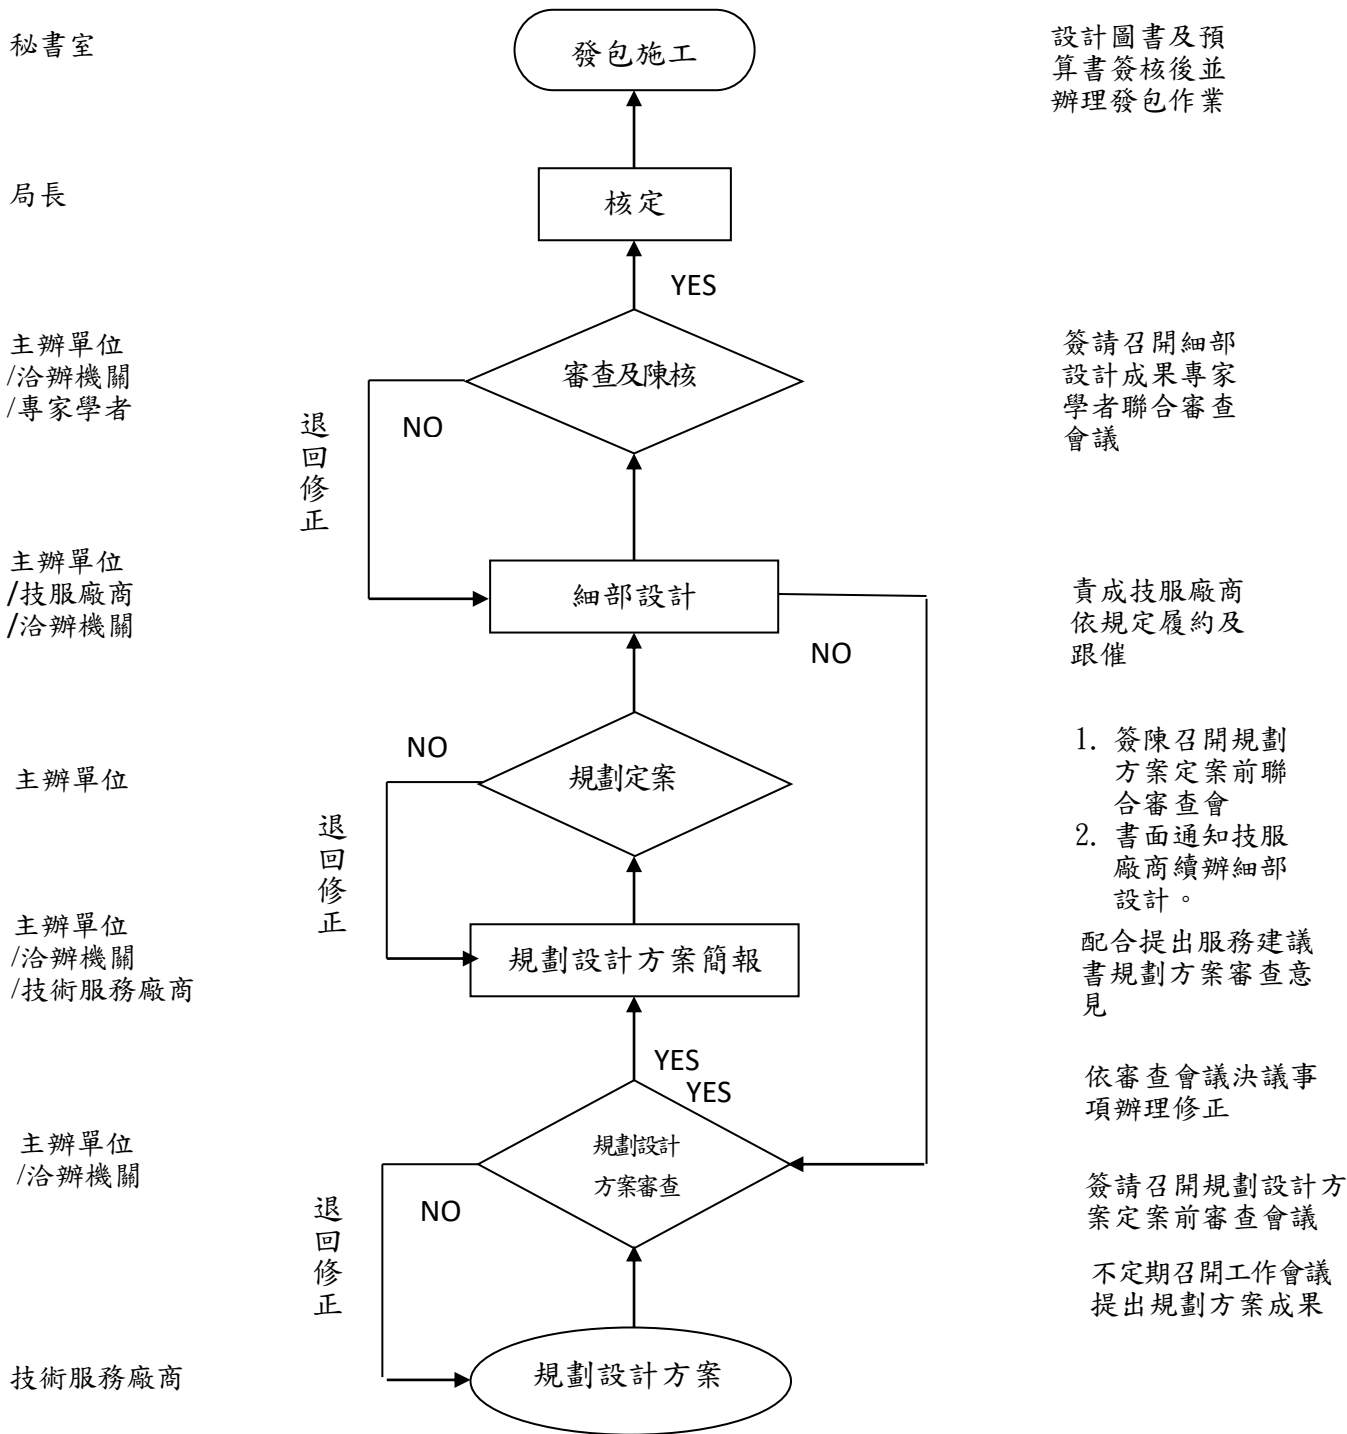 秘書室
發包施工
設計圖書及預
算書簽核後並
辦理發包作業
局長
核定
YES
主辦單位
/洽辦機關
/專家學者
審查及陳核
簽請召開細部
設計成果專家
學者聯合審查
會議
NO
退
回
修
正
主辦單位
/技服廠商
/洽辦機關
細部設計
責成技服廠商
依規定履約及
跟催
NO
主辦單位
NO
規劃定案
1. 簽陳召開規劃
方案定案前聯
合審查會
2. 書面通知技服
廠商續辦細部
設計。
退
回
修
正
主辦單位
/洽辦機關
/技術服務廠商
規劃設計方案簡報
配合提出服務建議
書規劃方案審查意
見
YES
YES
依審查會議決議事
項辦理修正
主辦單位
/洽辦機關
規劃設計
方案審查
簽請召開規劃設計方
案定案前審查會議
NO
退
回
修
正
不定期召開工作會議
提出規劃方案成果
技術服務廠商
規劃設計方案